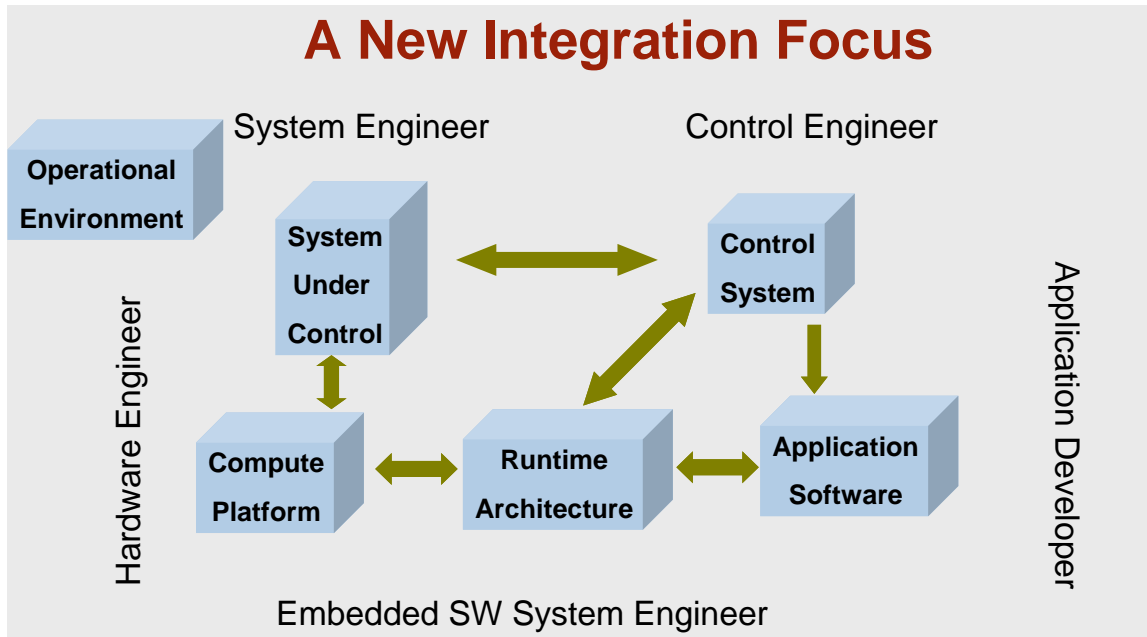 A New Integration Focus
System Engineer
Control Engineer
Operational
Environment
System
Under
Control
Control
System
Hardware Engineer
Application Developer
Compute
Platform
Runtime
Architecture
Application
Software
Embedded SW System Engineer